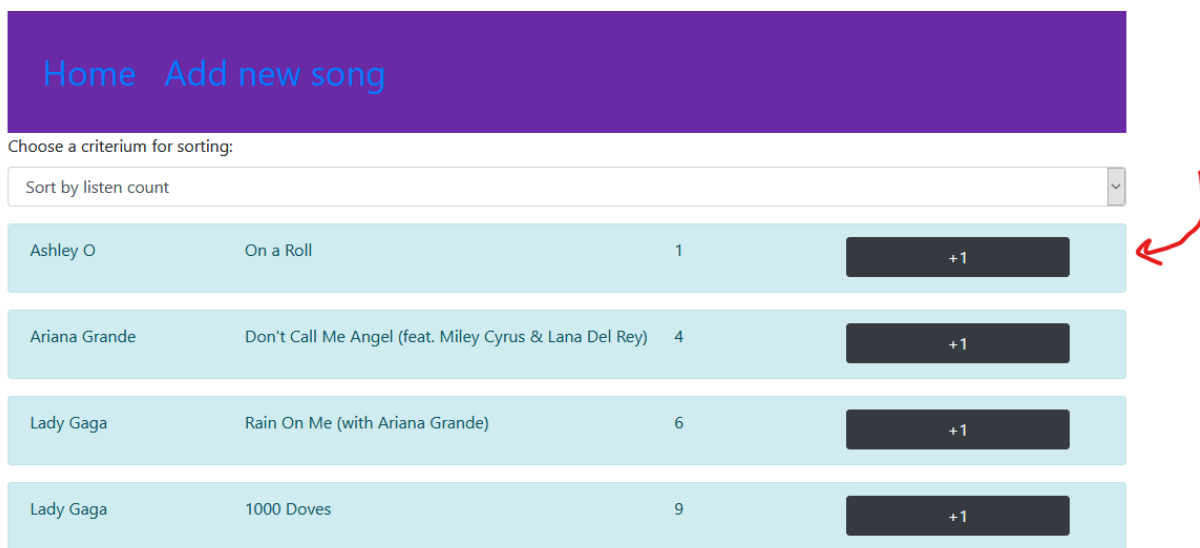 Home Add new song
Choose a criterium for sorting:
Sort by listen count
Ashley O On a Roll 1 +1
Ariana Grande Don't Call Me Angel (feat. Miley Cyrus & Lana Del Rey) 4 +1
Lady Gaga Rain On Me (with Ariana Grande) 6 +1
Lady Gaga 1000 Doves 9 +1